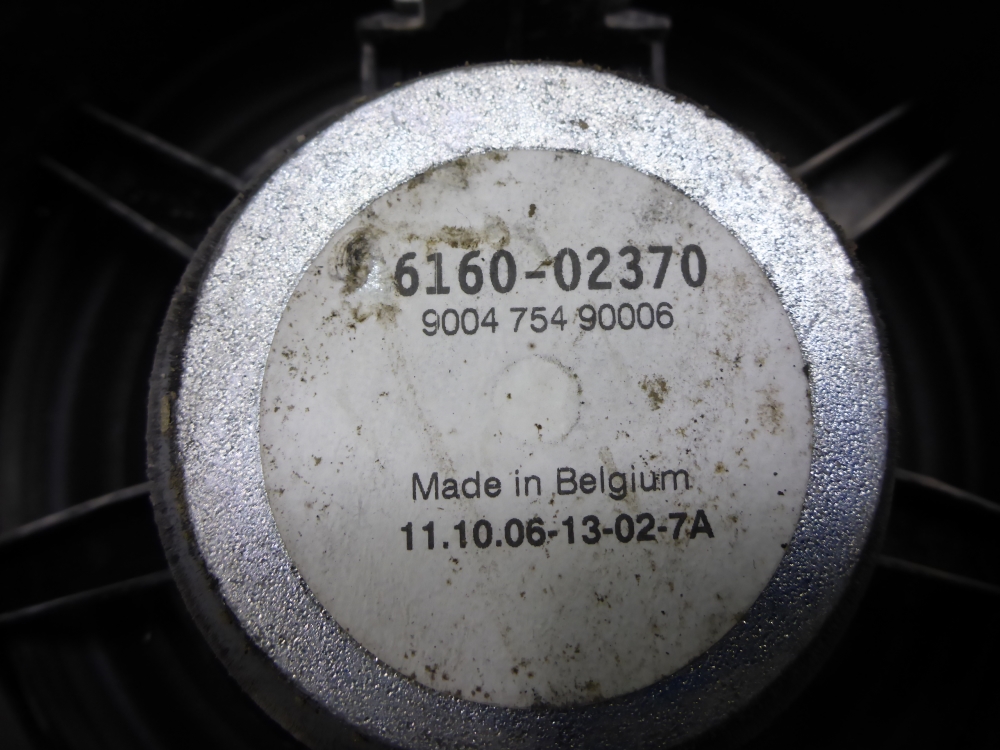 6160-02370
9004 754 90006
Made in Belgium
11.10.06-13-02-7A